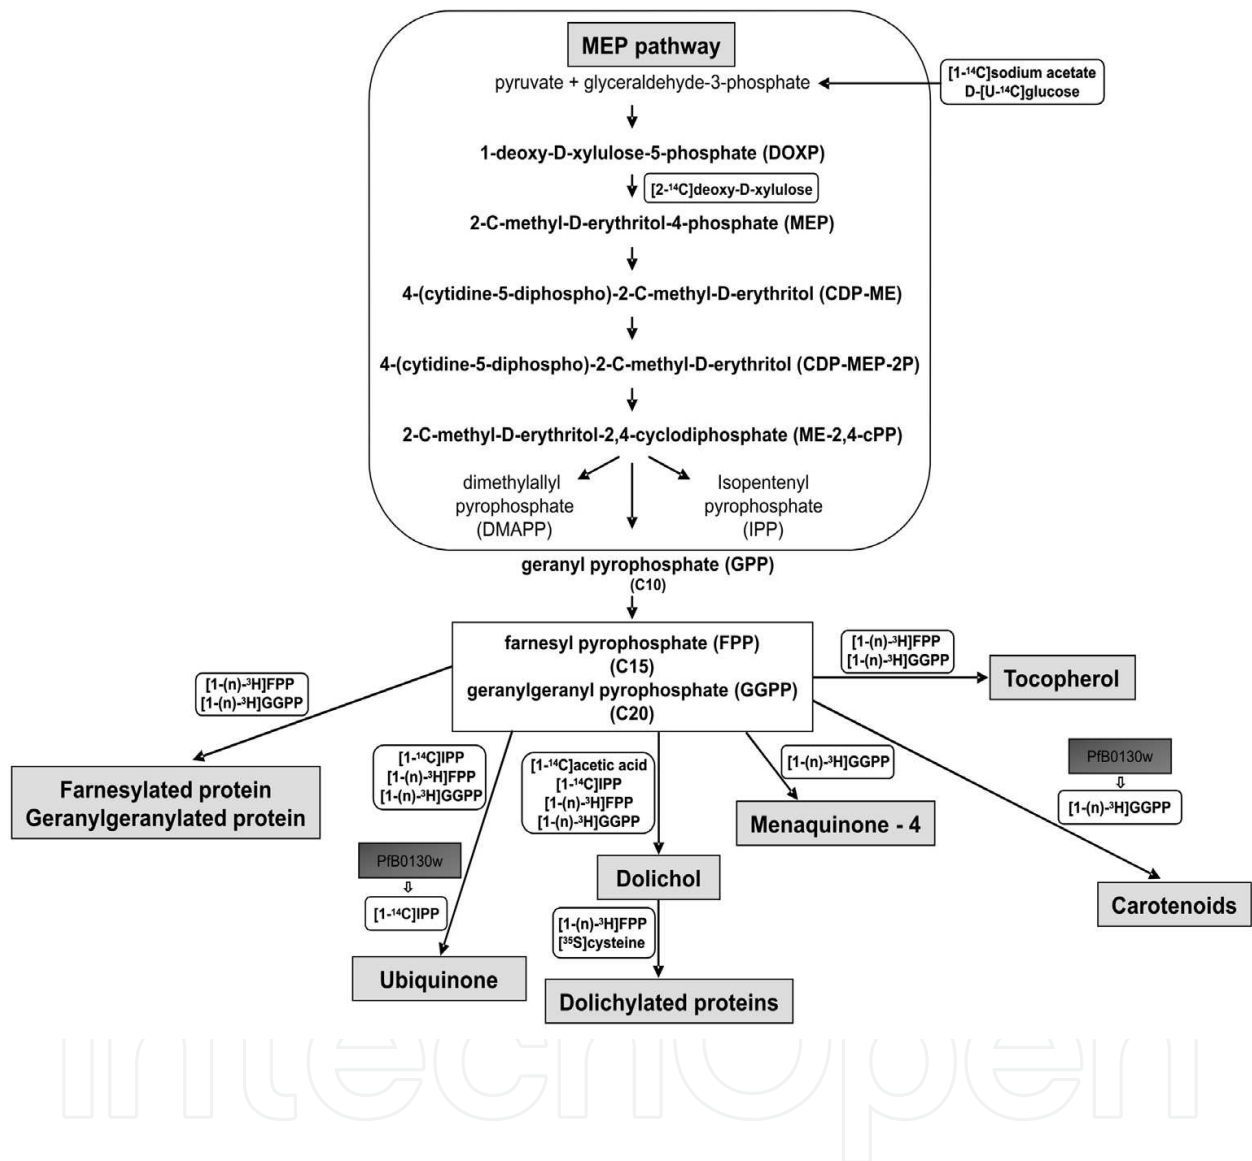 MEP pathway
pyruvate + glyceraldehyde-3-phosphate
[1-¹⁴C]sodium acetate
D-[U-¹⁴C]glucose
1-deoxy-D-xylulose-5-phosphate (DOXP)
[2-¹⁴C]deoxy-D-xylulose
2-C-methyl-D-erythritol-4-phosphate (MEP)
4-(cytidine-5-diphospho)-2-C-methyl-D-erythritol (CDP-ME)
4-(cytidine-5-diphospho)-2-C-methyl-D-erythritol (CDP-MEP-2P)
2-C-methyl-D-erythritol-2,4-cyclodiphosphate (ME-2,4-cPP)
dimethylallyl
pyrophosphate
(DMAPP)
Isopentenyl
pyrophosphate
(IPP)
geranyl pyrophosphate (GPP)
(C10)
farnesyl pyrophosphate (FPP)
(C15)
geranylgeranyl pyrophosphate (GGPP)
(C20)
[1-(n)-³H]FPP
[1-(n)-³H]GGPP
Tocopherol
[1-(n)-³H]FPP
[1-(n)-³H]GGPP
Farnesylated protein
Geranylgeranylated protein
[1-¹⁴C]IPP
[1-(n)-³H]FPP
[1-(n)-³H]GGPP
PfB0130w
[1-¹⁴C]IPP
Ubiquinone
[1-¹⁴C]acetic acid
[1-¹⁴C]IPP
[1-(n)-³H]FPP
[1-(n)-³H]GGPP
Dolichol
[1-(n)-³H]FPP
[³⁵S]cysteine
Dolichylated proteins
[1-(n)-³H]GGPP
Menaquinone - 4
PfB0130w
[1-(n)-³H]GGPP
Carotenoids
intechopen